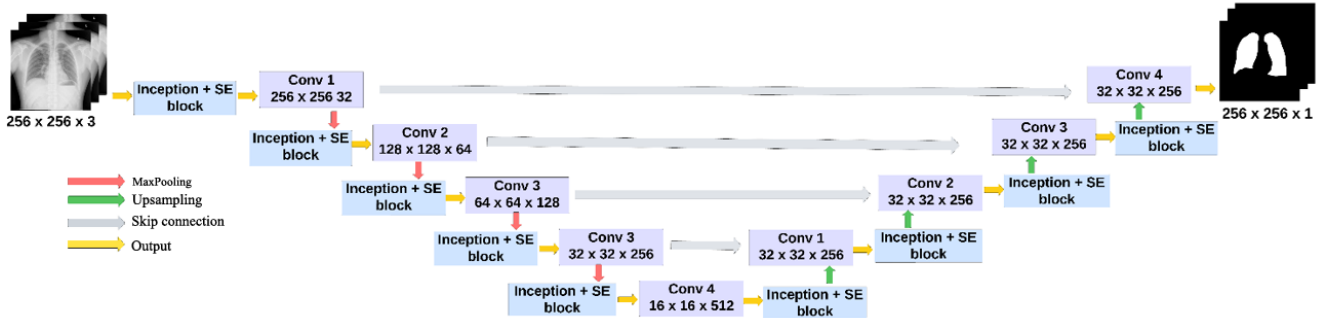 256 x 256 x 3
Inception + SE
block
Conv 1
256 x 256 32
Inception + SE
block
Conv 2
128 x 128 x 64
Inception + SE
block
Conv 3
64 x 64 x 128
Inception + SE
block
Conv 3
32 x 32 x 256
Inception + SE
block
Conv 4
16 x 16 x 512
Inception + SE
block
Conv 1
32 x 32 x 256
Inception + SE
block
Conv 2
32 x 32 x 256
Inception + SE
block
Conv 3
32 x 32 x 256
Inception + SE
block
Conv 4
32 x 32 x 256
256 x 256 x 1
MaxPooling
Upsampling
Skip connection
Output